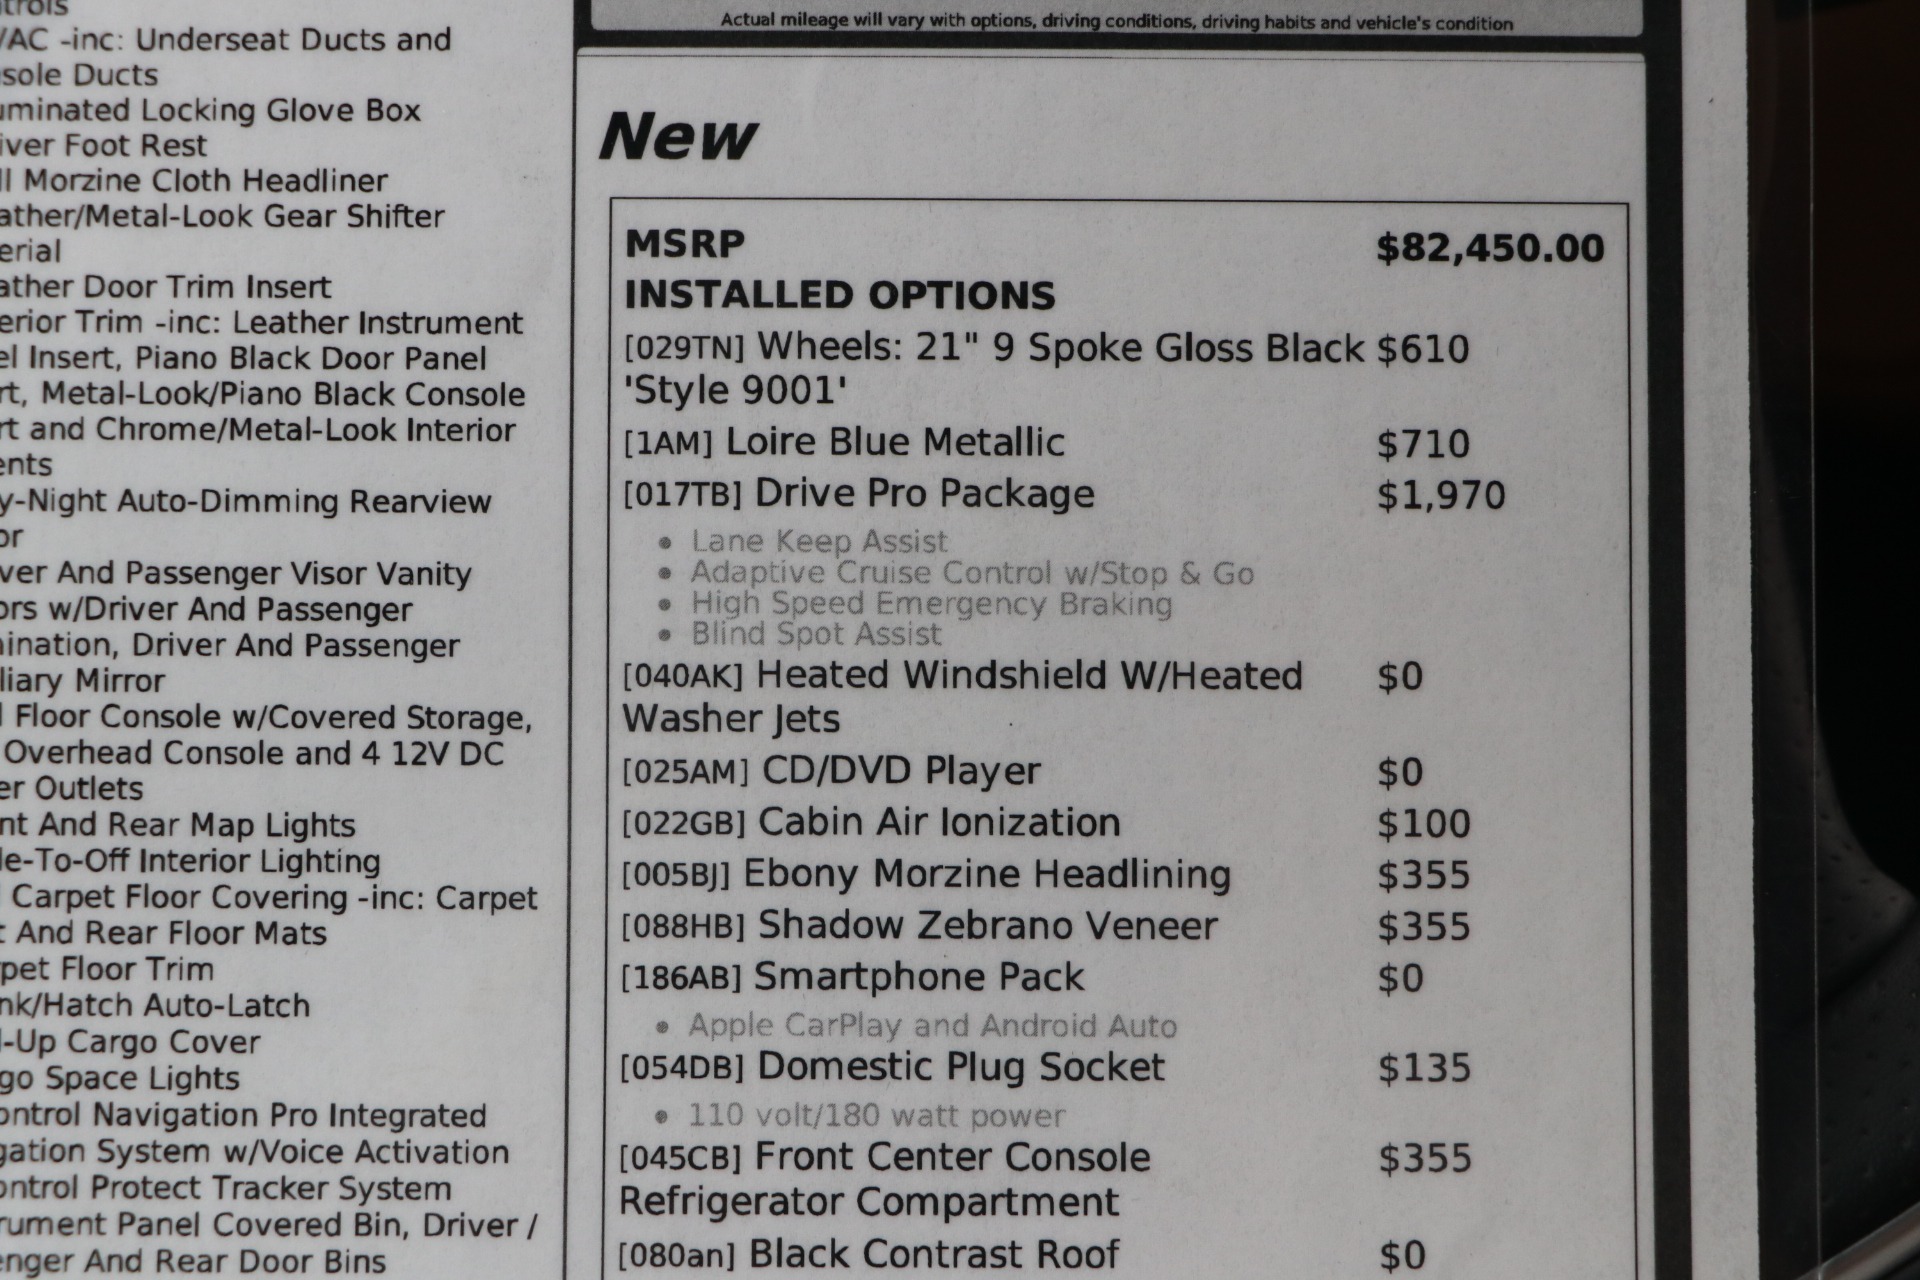 Actual mileage will vary with options, driving conditions, driving habits and vehicle's condition
/AC -inc: Underseat Ducts and
sole Ducts
uminated Locking Glove Box
iver Foot Rest
ll Morzine Cloth Headliner
ather/Metal-Look Gear Shifter
erial
ather Door Trim Insert
erior Trim -inc: Leather Instrument
el Insert, Piano Black Door Panel
rt, Metal-Look/Piano Black Console
rt and Chrome/Metal-Look Interior
ents
y-Night Auto-Dimming Rearview
or
ver And Passenger Visor Vanity
ors w/Driver And Passenger
ination, Driver And Passenger
liary Mirror
l Floor Console w/Covered Storage,
Overhead Console and 4 12V DC
er Outlets
nt And Rear Map Lights
le-To-Off Interior Lighting
Carpet Floor Covering -inc: Carpet
t And Rear Floor Mats
pet Floor Trim
nk/Hatch Auto-Latch
l-Up Cargo Cover
go Space Lights
ontrol Navigation Pro Integrated
gation System w/Voice Activation
ontrol Protect Tracker System
rument Panel Covered Bin, Driver /
enger And Rear Door Bins
New
MSRP $82,450.00
INSTALLED OPTIONS
[029TN] Wheels: 21" 9 Spoke Gloss Black $610
'Style 9001'
[1AM] Loire Blue Metallic $710
[017TB] Drive Pro Package $1,970
• Lane Keep Assist
• Adaptive Cruise Control w/Stop & Go
• High Speed Emergency Braking
• Blind Spot Assist
[040AK] Heated Windshield W/Heated $0
Washer Jets
[025AM] CD/DVD Player $0
[022GB] Cabin Air Ionization $100
[005BJ] Ebony Morzine Headlining $355
[088HB] Shadow Zebrano Veneer $355
[186AB] Smartphone Pack $0
• Apple CarPlay and Android Auto
[054DB] Domestic Plug Socket $135
• 110 volt/180 watt power
[045CB] Front Center Console $355
Refrigerator Compartment
[080an] Black Contrast Roof $0